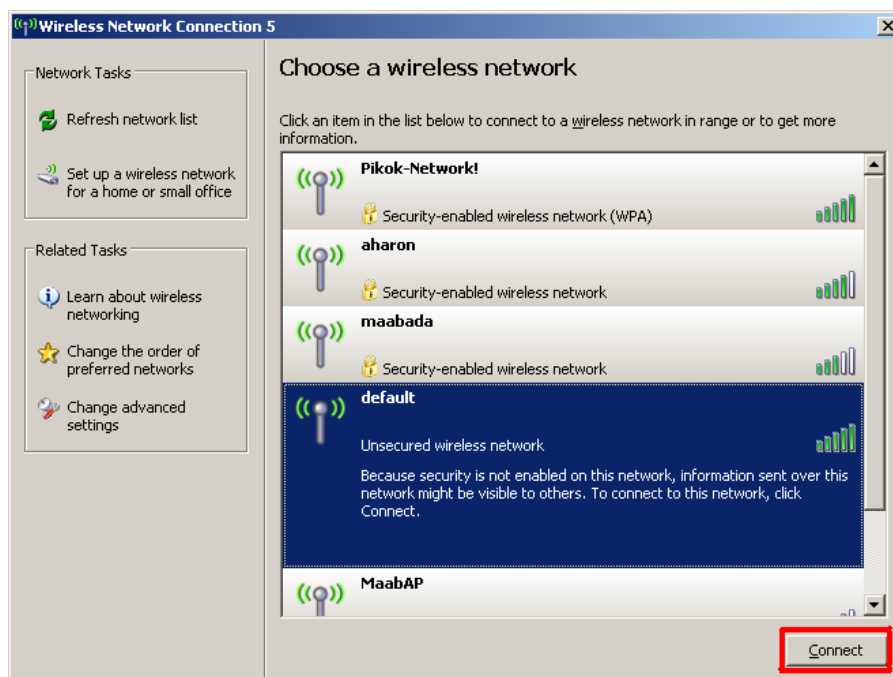 Wireless Network Connection 5
Network Tasks
Refresh network list
Set up a wireless network
for a home or small office
Related Tasks
Learn about wireless
networking
Change the order of
preferred networks
Change advanced
settings
Choose a wireless network
Click an item in the list below to connect to a wireless network in range or to get more
information.
Pikok-Network!
Security-enabled wireless network (WPA)
aharon
Security-enabled wireless network
maabada
Security-enabled wireless network
default
Unsecured wireless network
Because security is not enabled on this network, information sent over this
network might be visible to others. To connect to this network, click
Connect.
MaabAP
Connect